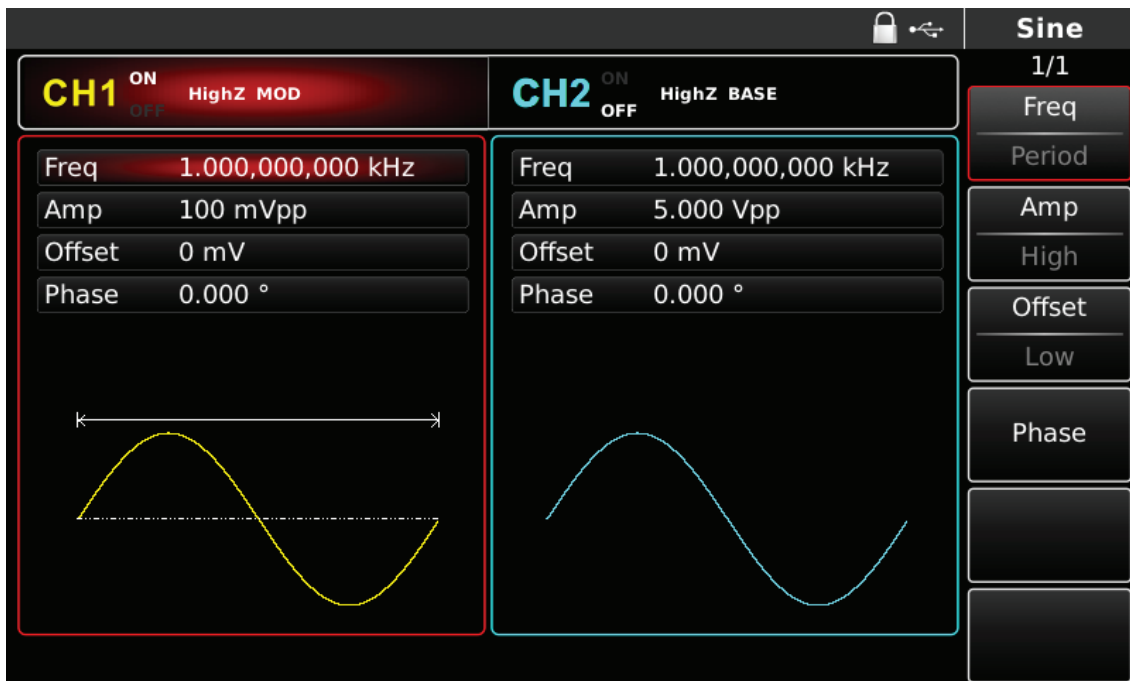 Sine
1/1
CH1 ON OFF HighZ MOD
CH2 ON OFF HighZ BASE
Freq 1.000,000,000 kHz
Amp 100 mVpp
Offset 0 mV
Phase 0.000 °
Freq 1.000,000,000 kHz
Amp 5.000 Vpp
Offset 0 mV
Phase 0.000 °
Freq
Period
Amp
High
Offset
Low
Phase